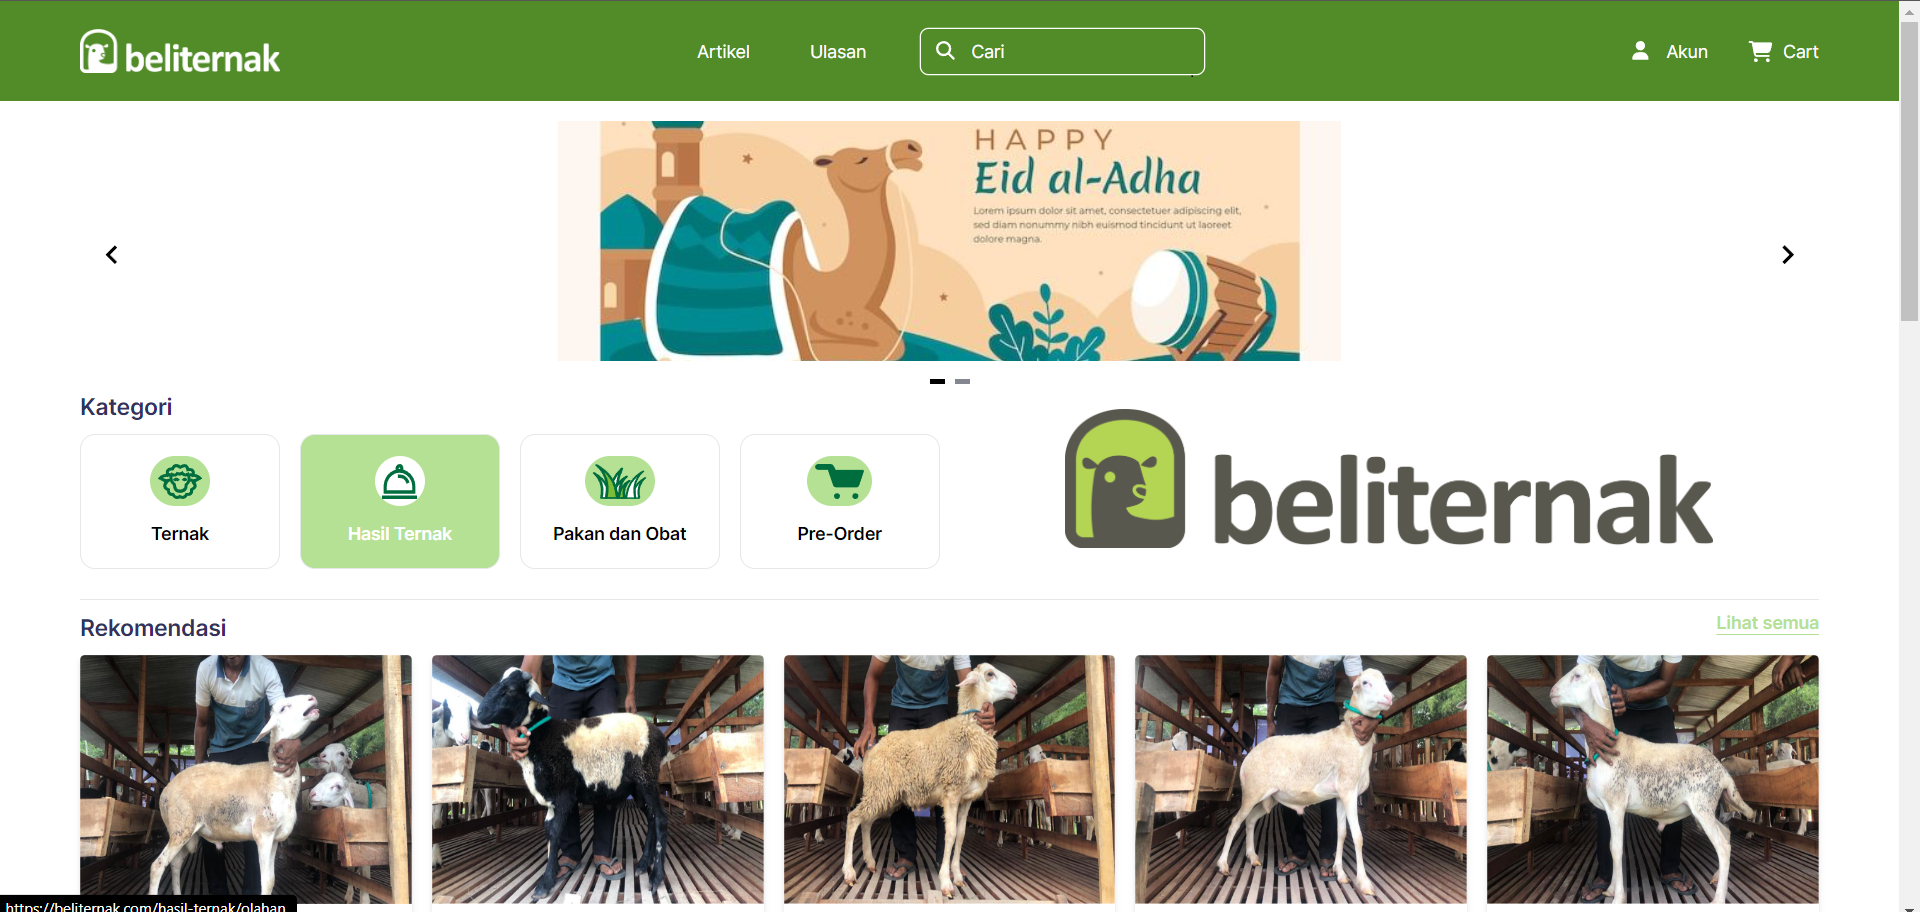 beliternak
Artikel
Ulasan
Cari
Akun
Cart
HAPPY
Eid al-Adha
Lorem ipsum dolor sit amet, consectetuer adipiscing elit,
sed diam nonummy nibh euismod tincidunt ut laoreet
dolore magna.
Kategori
Ternak
Hasil Ternak
Pakan dan Obat
Pre-Order
beliternak
Rekomendasi
Lihat semua
https://beliternak.com/hasil-ternak/olahan